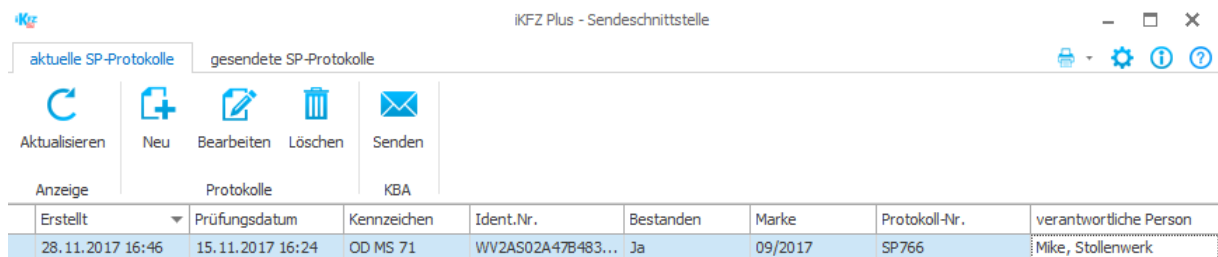 iKfz
iKFZ Plus - Sendeschnittstelle
aktuelle SP-Protokolle gesendete SP-Protokolle
Aktualisieren Neu Bearbeiten Löschen Senden
Anzeige Protokolle KBA
Erstellt Prüfungsdatum Kennzeichen Ident.Nr. Bestanden Marke Protokoll-Nr. verantwortliche Person
28.11.2017 16:46 15.11.2017 16:24 OD MS 71 WV2AS02A47B483... Ja 09/2017 SP766 Mike, Stollenwerk